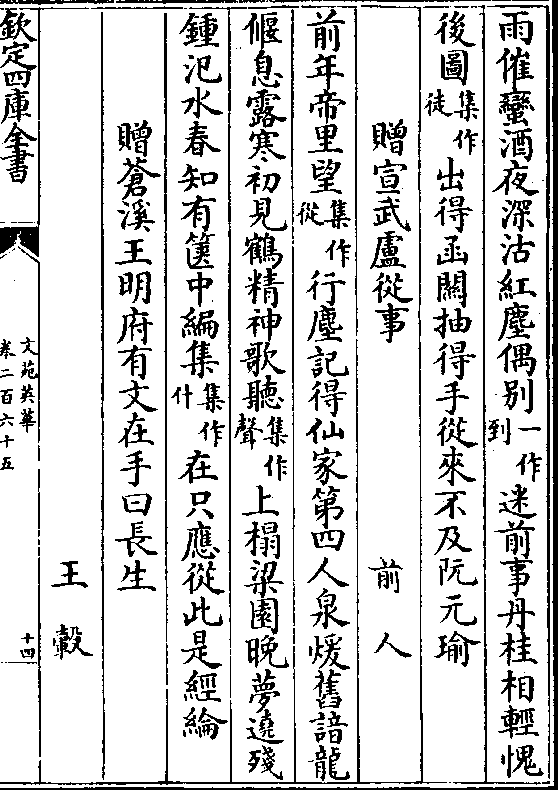 雨催蠻酒夜深沽紅塵偶別一作到迷前事丹桂相輕愧
後圖集作徒出得函關抽得手從來不及阮元瑜
贈宣武盧從事
前人
前年帝里望集作從行塵記得仙家第四人泉煖舊諳龍
偃息露寒初見鶴精神歌聽集作聲上榻梁園晚夢遶殘
鍾汜水春知有篋中編集集作什在只應從此是經綸
贈蒼溪王明府有文在手曰長生
王轂
文苑英華
卷二百六十五
十四
欽定四庫全書